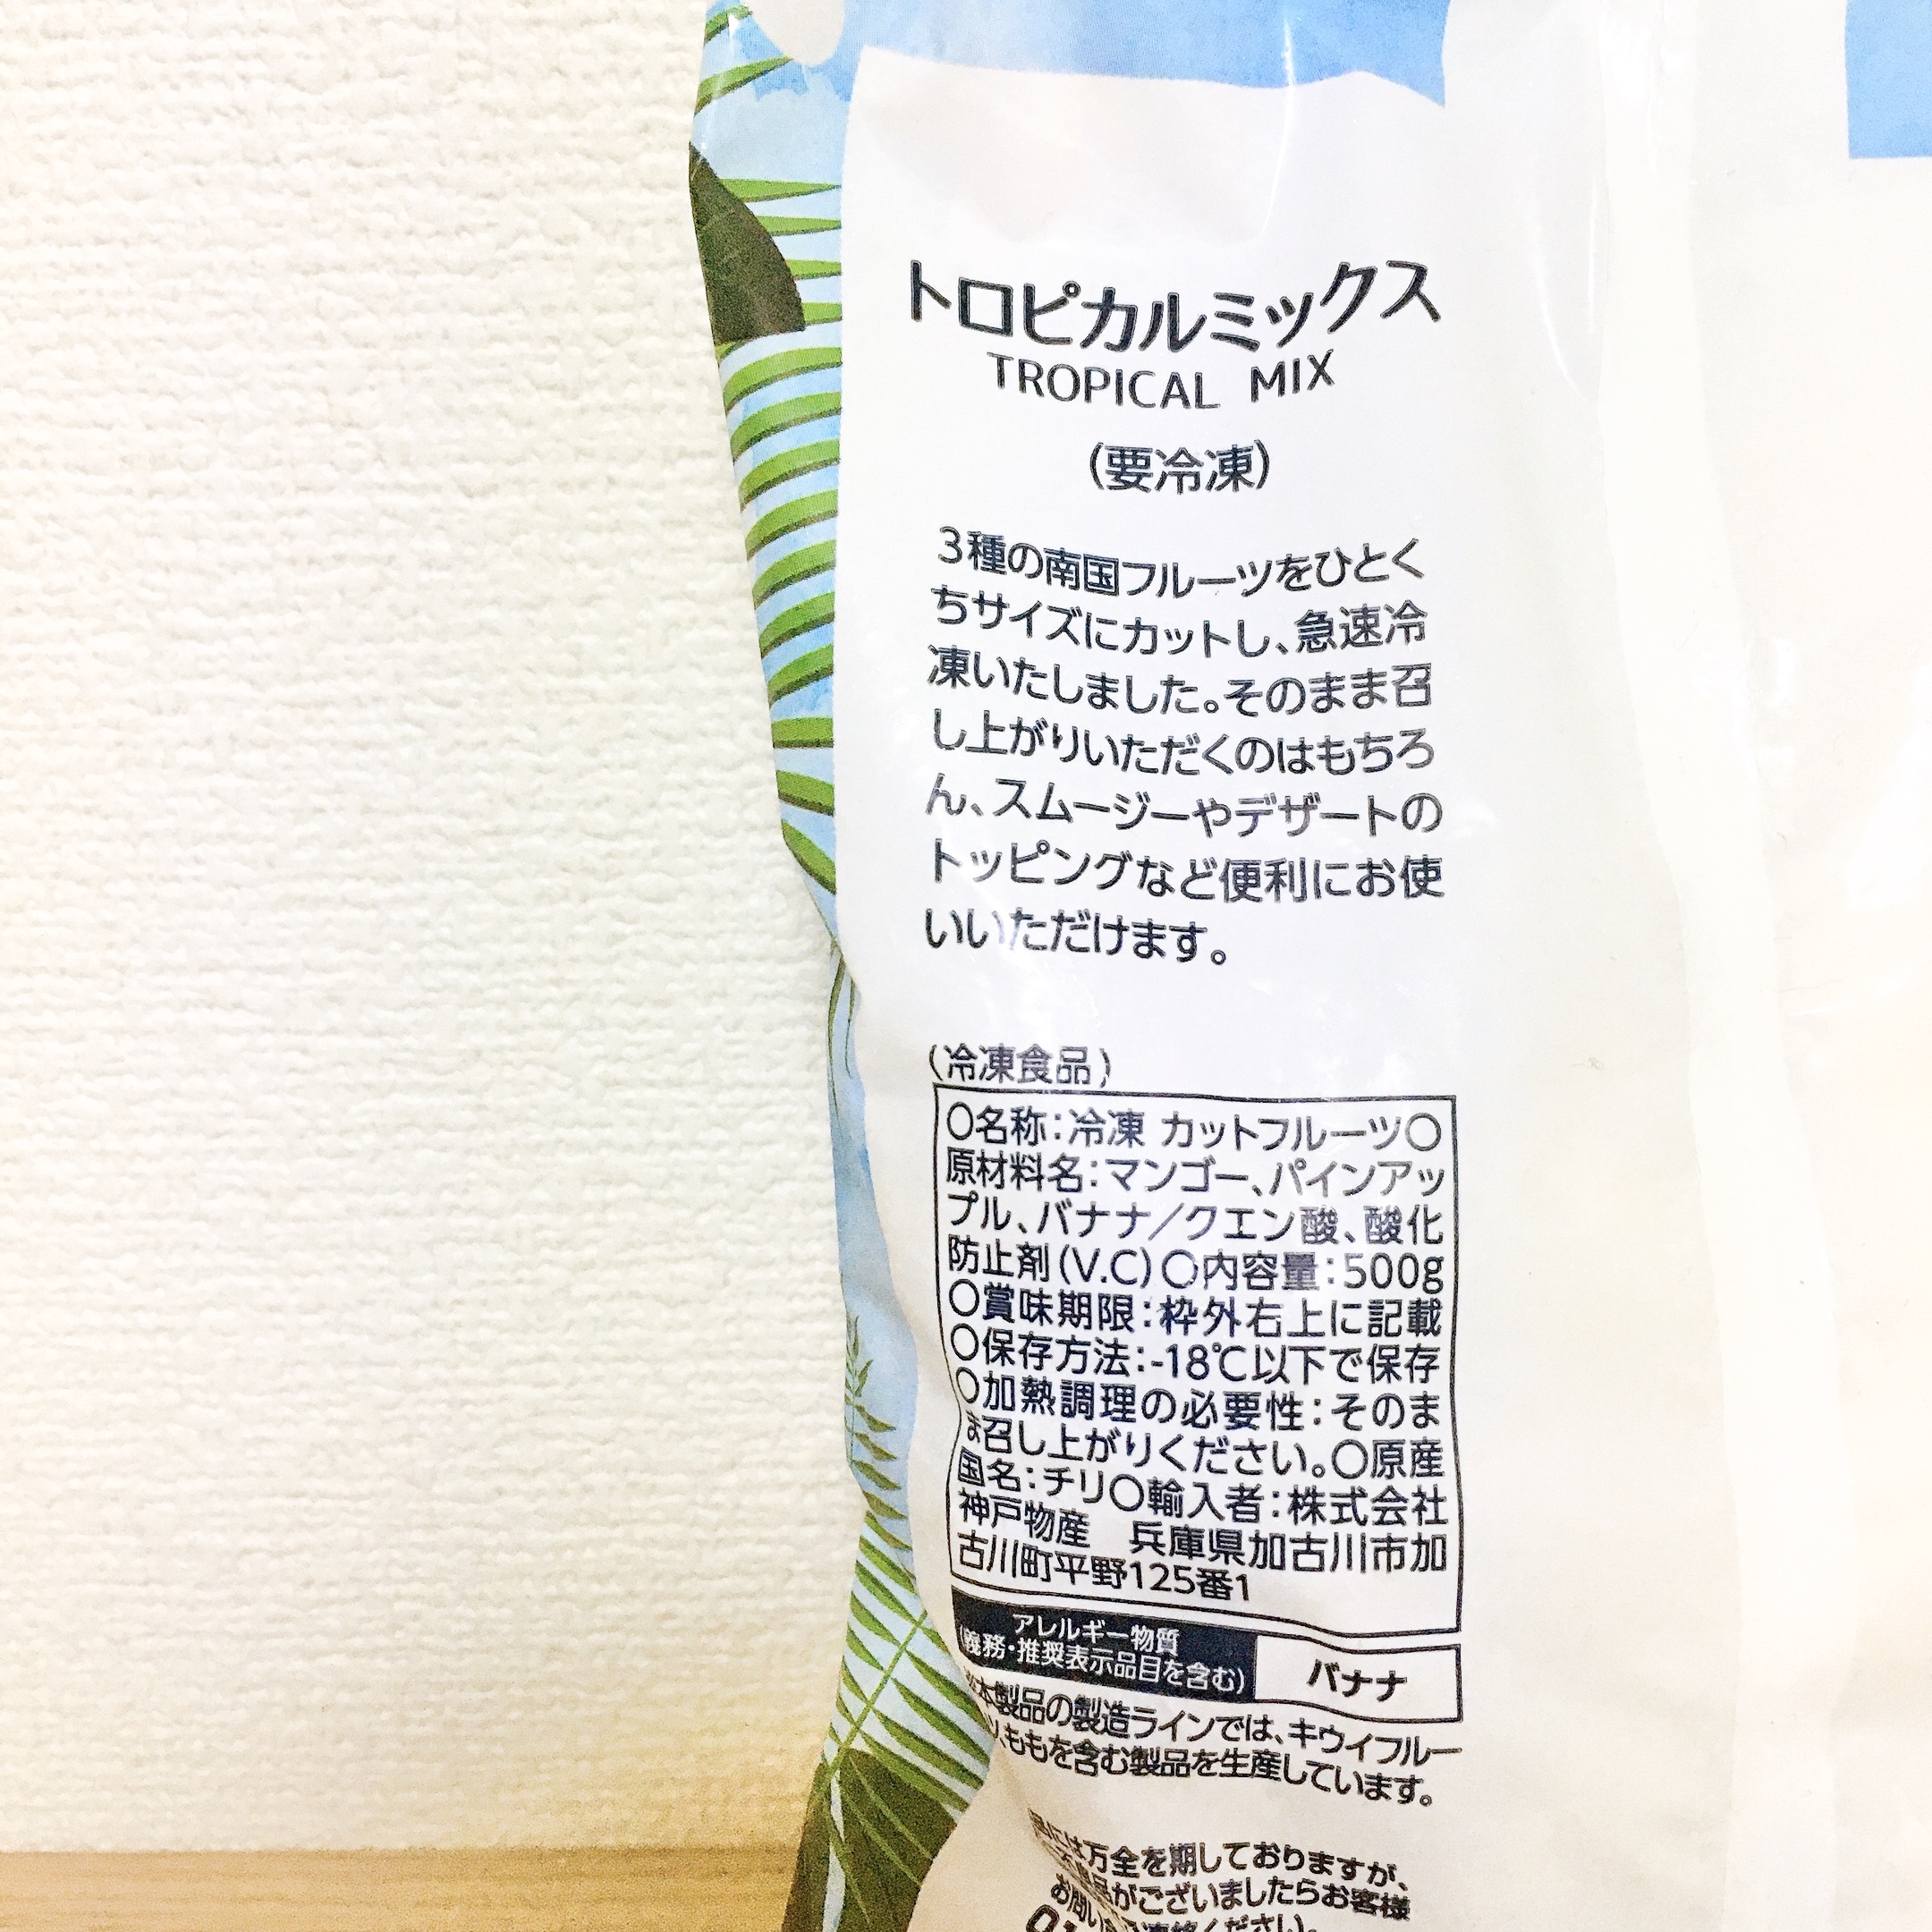 トロピカルミックス
TROPICAL MIX
(要冷凍)
3種の南国フルーツをひとく
ちサイズにカットし、急速冷
凍いたしました。そのまま召
し上がりいただくのはもちろ
ん、スムージーやデザートの
トッピングなど便利にお使
いいただけます。
(冷凍食品)
〇名称:冷凍 カットフルーツ〇
原材料名:マンゴー、パインアッ
プル、バナナ/クエン酸、酸化
防止剤(V.C)〇内容量:500g
〇賞味期限:枠外右上に記載
〇保存方法:-18℃以下で保存
〇加熱調理の必要性:そのま
ま召し上がりください。〇原産
国名:チリ〇輸入者:株式会社
神戸物産 兵庫県加古川市加
古川町平野125番1
アレルギー物質
(義務・推奨表示品目を含む)
バナナ
※本製品の製造ラインでは、キウイフルー
ツ、ももを含む製品を生産しています。
には万全を期しておりますが、
がございましたらお客様
ください。